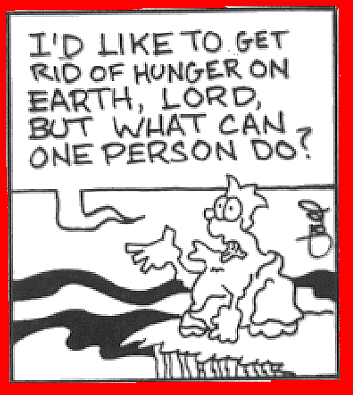 I'D LIKE TO GET
RID OF HUNGER ON
EARTH, LORD,
BUT WHAT CAN
ONE PERSON DO?